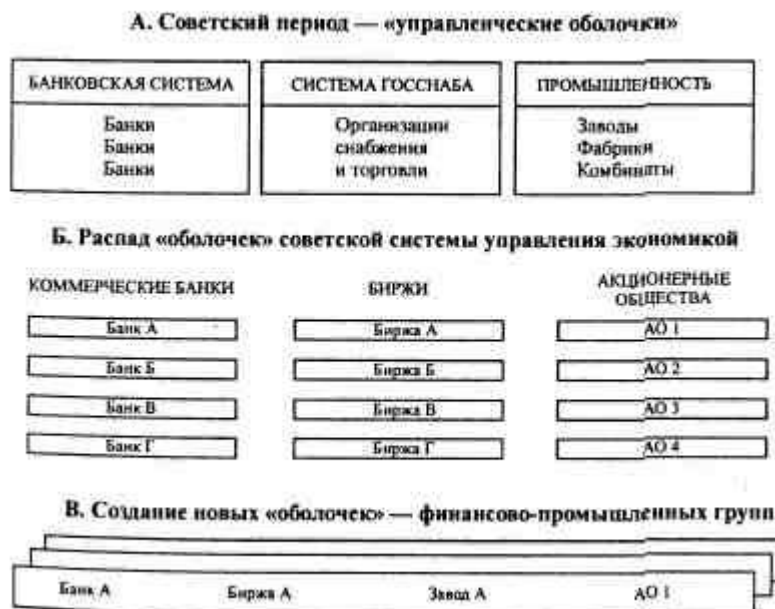 А. Советский период — «управленческие оболочки»
БАНКОВСКАЯ СИСТЕМА
Банки
Банки
Банки
СИСТЕМА ГОССНАБА
Организации
снабжения
и торговли
ПРОМЫШЛЕННОСТЬ
Заводы
Фабрики
Комбинаты
Б. Распад «оболочек» советской системы управления экономикой
КОММЕРЧЕСКИЕ БАНКИ
Банк А
Банк Б
Банк В
Банк Г
БИРЖИ
Биржа А
Биржа Б
Биржа В
Биржа Г
АКЦИОНЕРНЫЕ
ОБЩЕСТВА
АО 1
АО 2
АО 3
АО 4
В. Создание новых «оболочек» — финансово-промышленных групп
Банк А Биржа А Завод А АО 1